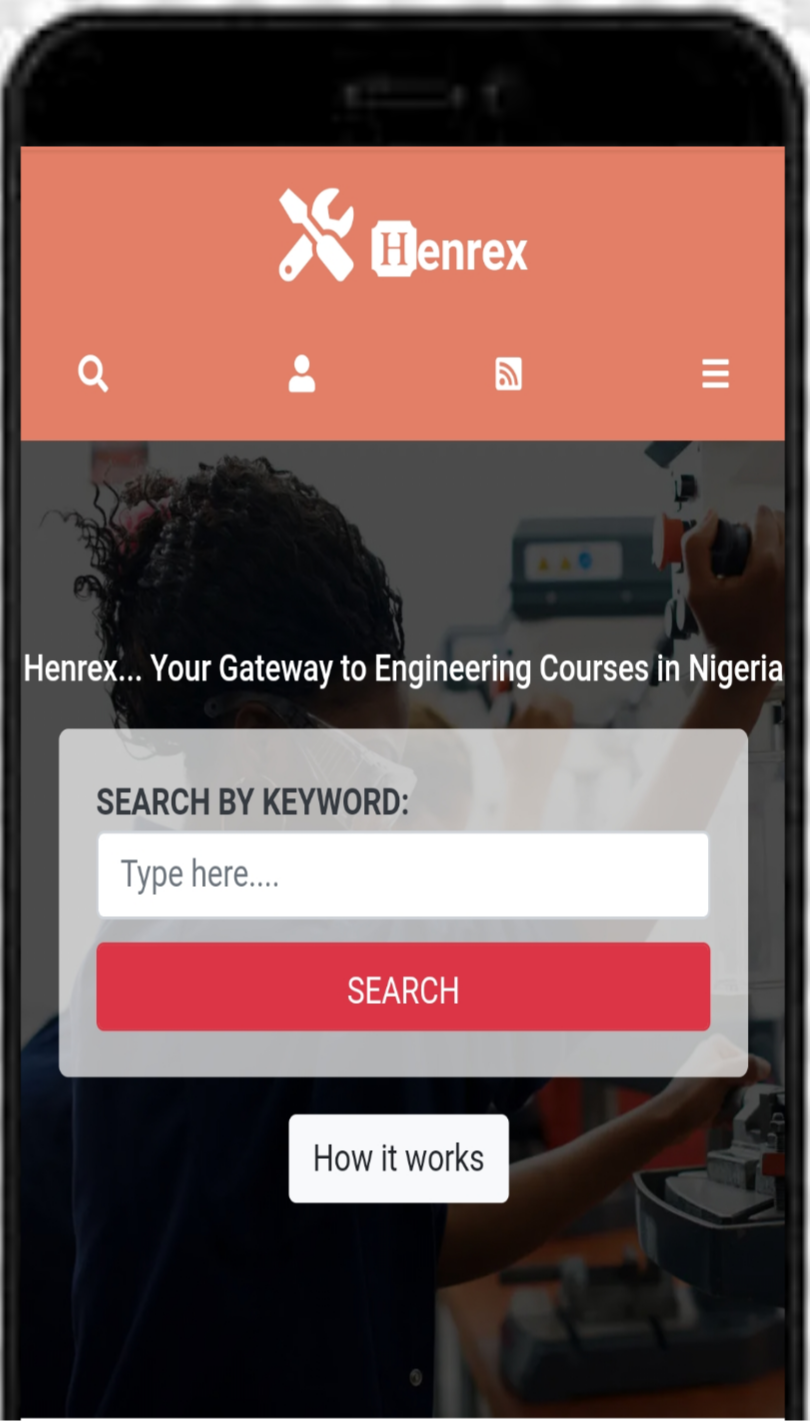 Henrex
Henrex... Your Gateway to Engineering Courses in Nigeria
SEARCH BY KEYWORD:
Type here....
SEARCH
How it works